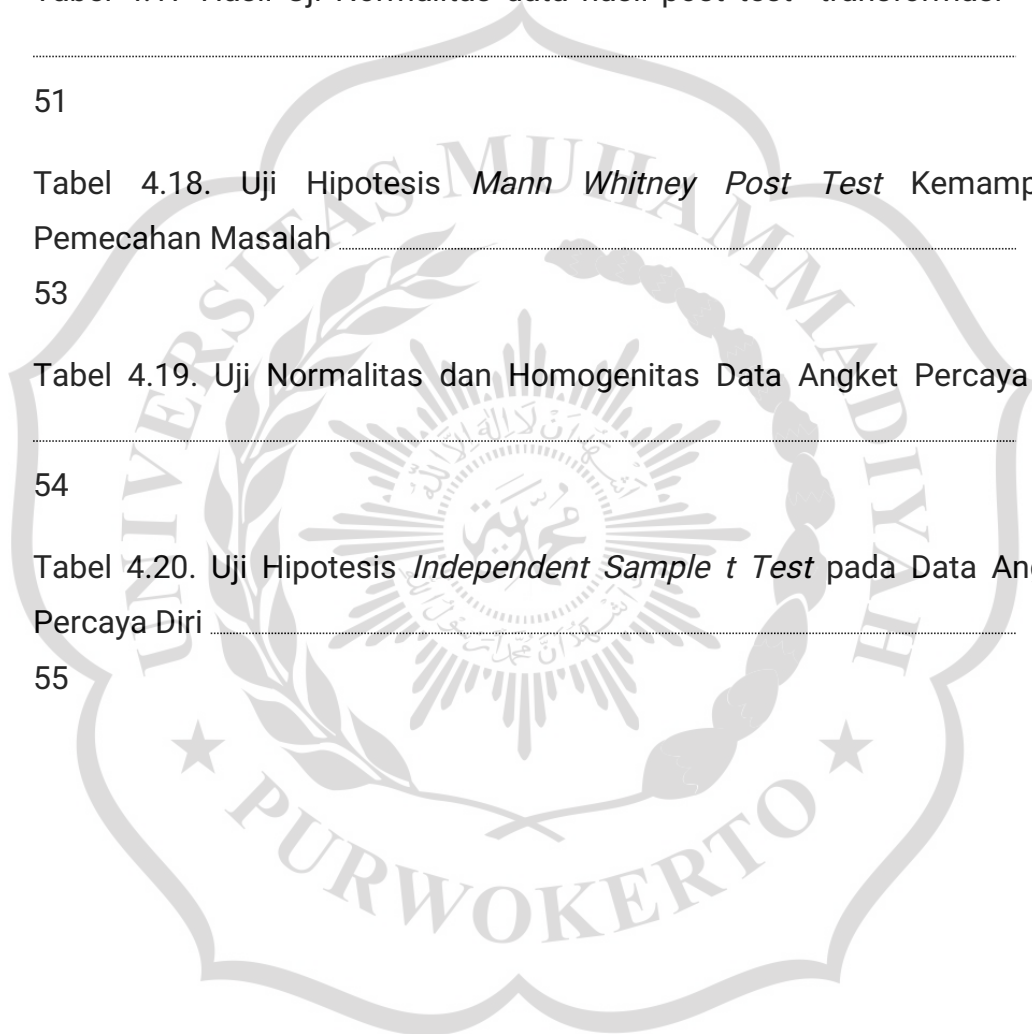 51
Tabel 4.18. Uji Hipotesis Mann Whitney Post Test
Pemecahan Masalah
53
Tabel 4.19. Uji Normalitas dan Homogenitas Data Angket Percaya
54
Tabel 4.20. Uji Hipotesis Independent Sample t Test pada Data
Percaya Diri
55
UNIVERSITAS MUHAMMADIYAH
PURWOKERTO